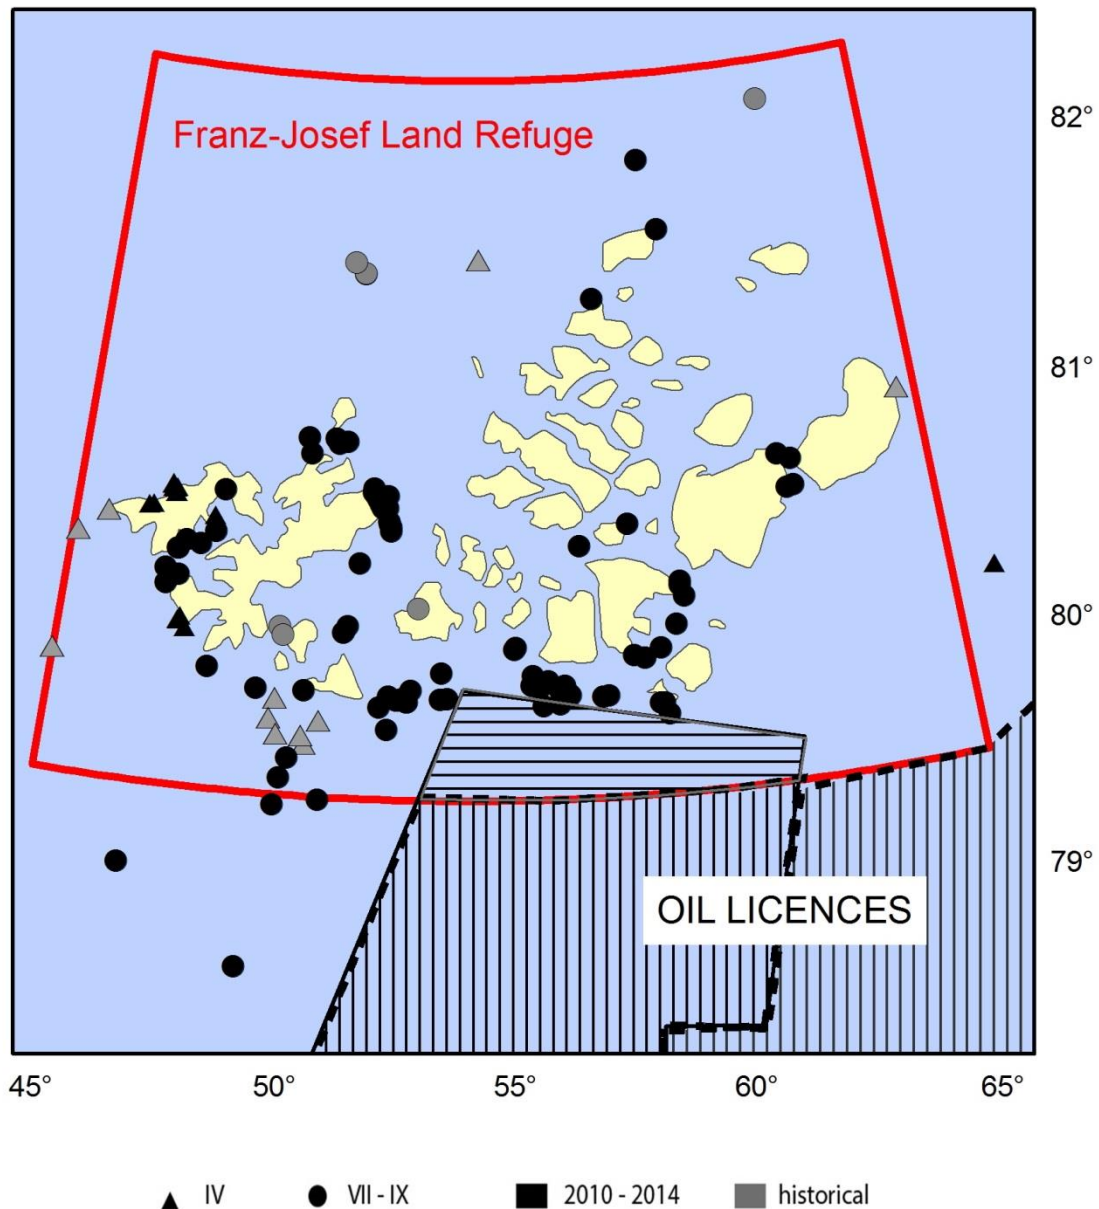 Franz-Josef Land Refuge
82°
81°
80°
79°
OIL LICENCES
45° 50° 55° 60° 65°
IV VII - IX 2010 - 2014 historical